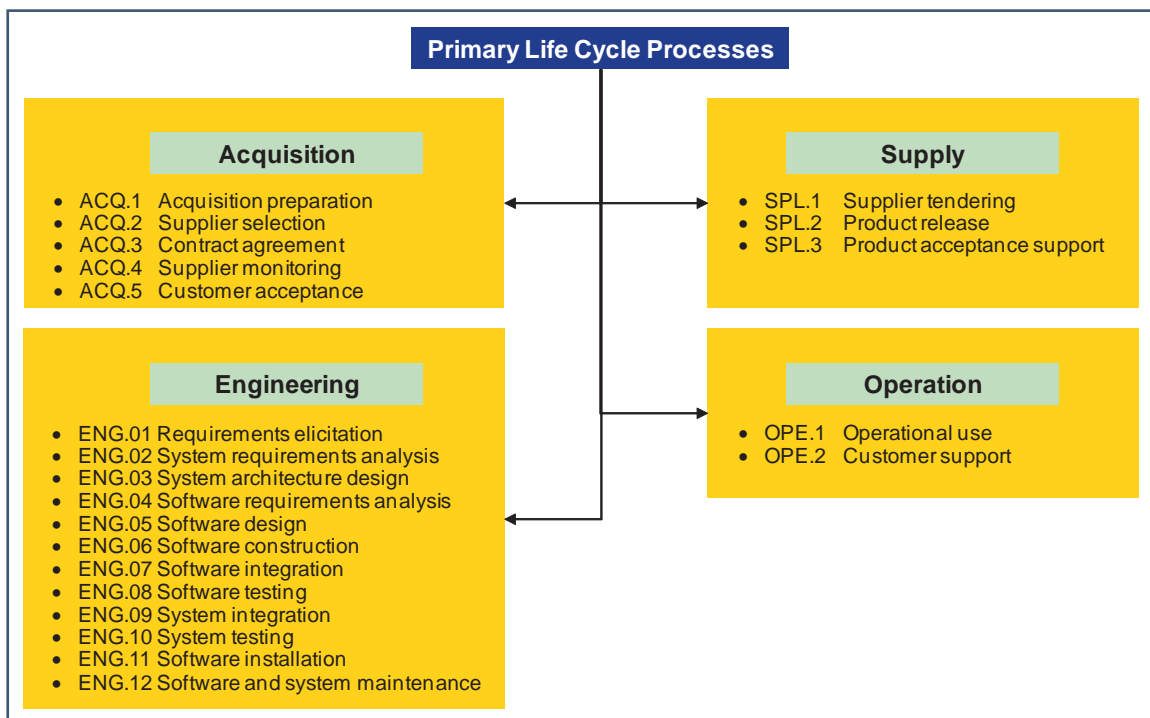 Primary Life Cycle Processes
Acquisition
• ACQ.1 Acquisition preparation
• ACQ.2 Supplier selection
• ACQ.3 Contract agreement
• ACQ.4 Supplier monitoring
• ACQ.5 Customer acceptance
Supply
• SPL.1 Supplier tendering
• SPL.2 Product release
• SPL.3 Product acceptance support
Engineering
• ENG.01 Requirements elicitation
• ENG.02 System requirements analysis
• ENG.03 System architecture design
• ENG.04 Software requirements analysis
• ENG.05 Software design
• ENG.06 Software construction
• ENG.07 Software integration
• ENG.08 Software testing
• ENG.09 System integration
• ENG.10 System testing
• ENG.11 Software installation
• ENG.12 Software and system maintenance
Operation
• OPE.1 Operational use
• OPE.2 Customer support